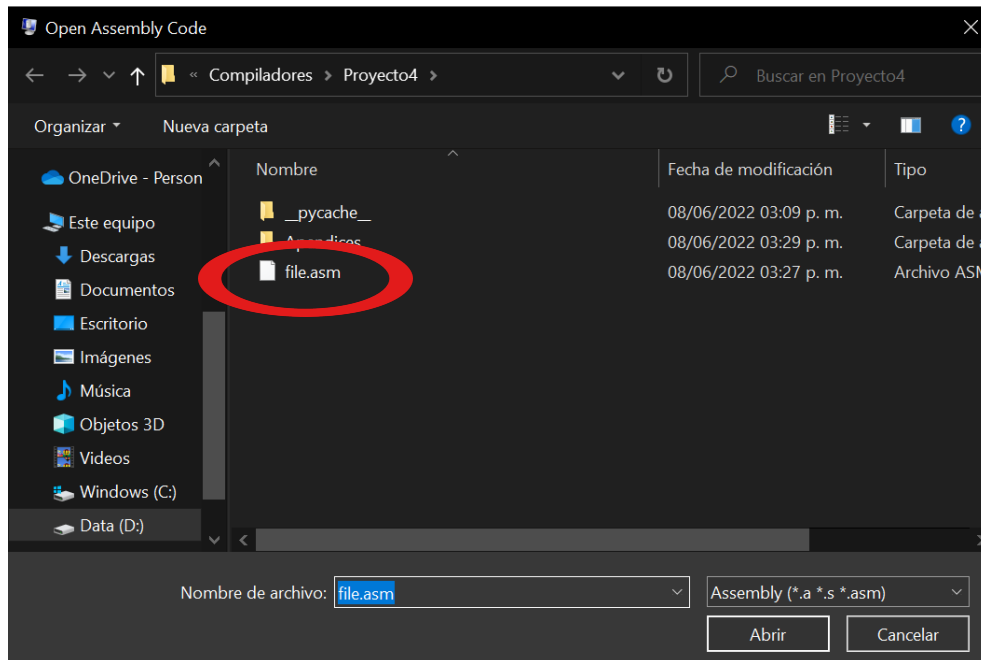 Open Assembly Code
« Compiladores > Proyecto4 >
Buscar en Proyecto4
Organizar
Nueva carpeta
Nombre
Fecha de modificación
Tipo
OneDrive - Person
Este equipo
Descargas
Documentos
Escritorio
Imágenes
Música
Objetos 3D
Videos
Windows (C:)
Data (D:)
__pycache__
08/06/2022 03:09 p. m.
Carpeta de
Apendices
08/06/2022 03:29 p. m.
Carpeta de
file.asm
08/06/2022 03:27 p. m.
Archivo ASM
Nombre de archivo:
file.asm
Assembly (*.a *.s *.asm)
Abrir
Cancelar